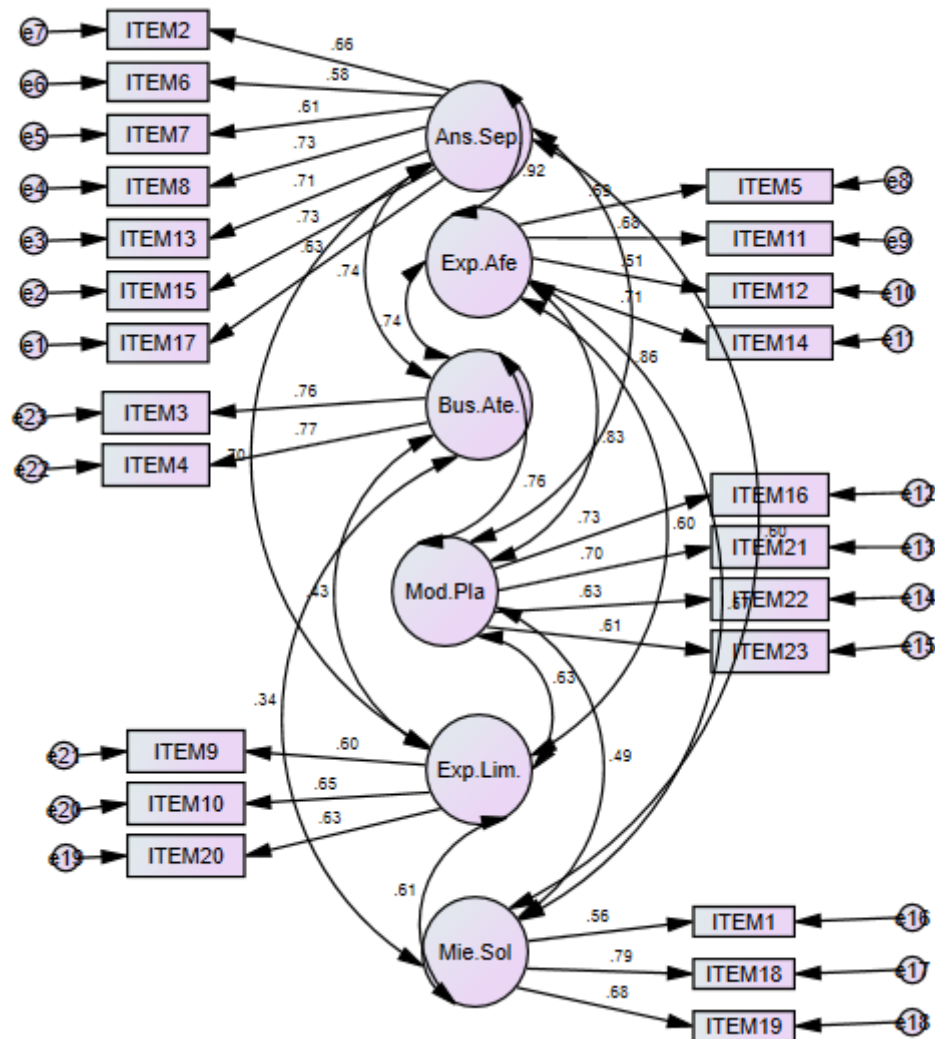 e7
ITEM2
.66
e6
ITEM6
.58
e5
ITEM7
.61
e4
ITEM8
.73
e3
ITEM13
.71
e2
ITEM15
.73
e1
ITEM17
.63
Ans.Sep.
.92
ITEM5
e8
.68
ITEM11
e9
Exp.Afe
.51
ITEM12
e10
.71
ITEM14
e11
.74
.74
.86
e23
ITEM3
.76
e22
ITEM4
.77
Bus.Ate.
.70
.83
.76
.73
ITEM16
e12
.60
.60
.70
ITEM21
e13
Mod.Pla
.63
ITEM22
e14
.61
ITEM23
e15
.43
.63
.34
.49
e21
ITEM9
.60
Exp.Lim.
e20
ITEM10
.65
e19
ITEM20
.63
.61
Mie.Sol
.56
ITEM1
e16
.79
ITEM18
e17
.68
ITEM19
e18